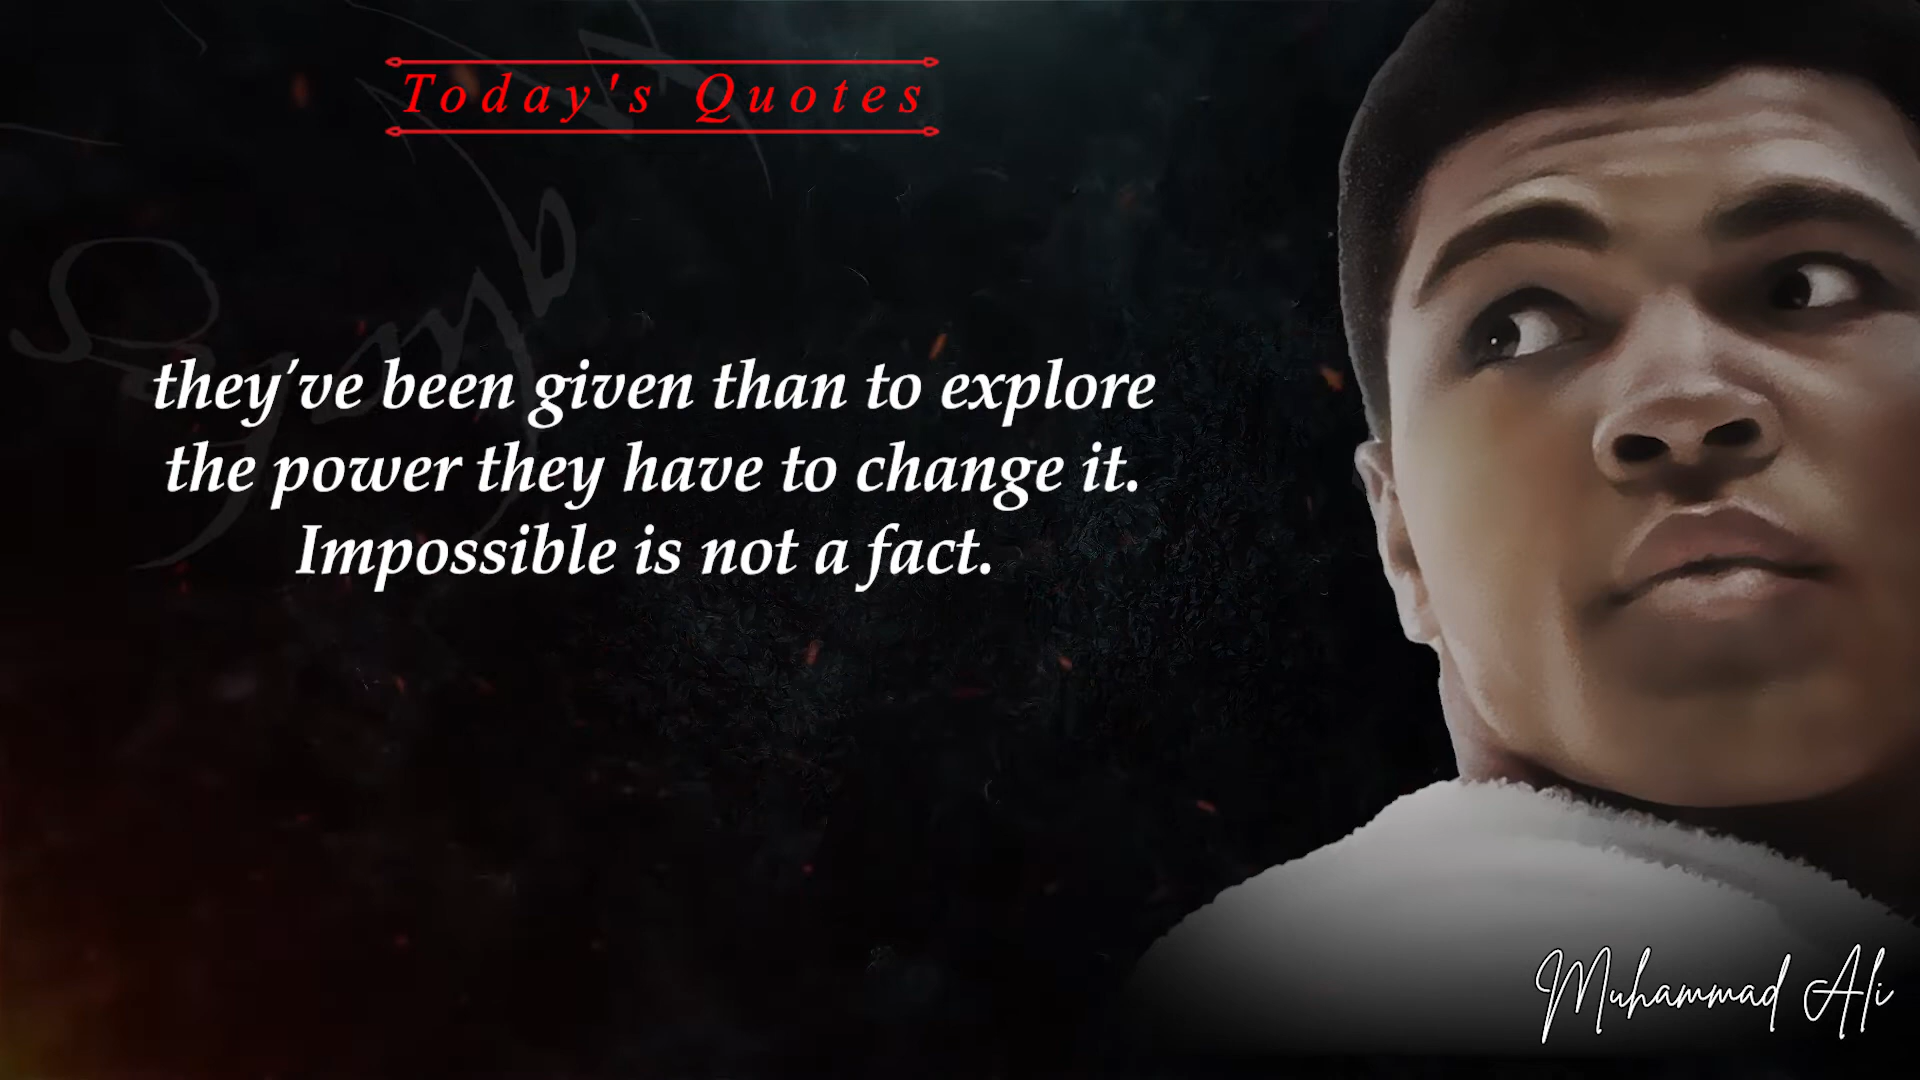 Today's Quotes
they've been given than to explore
the power they have to change it.
Impossible is not a fact.
Muhammad Ali